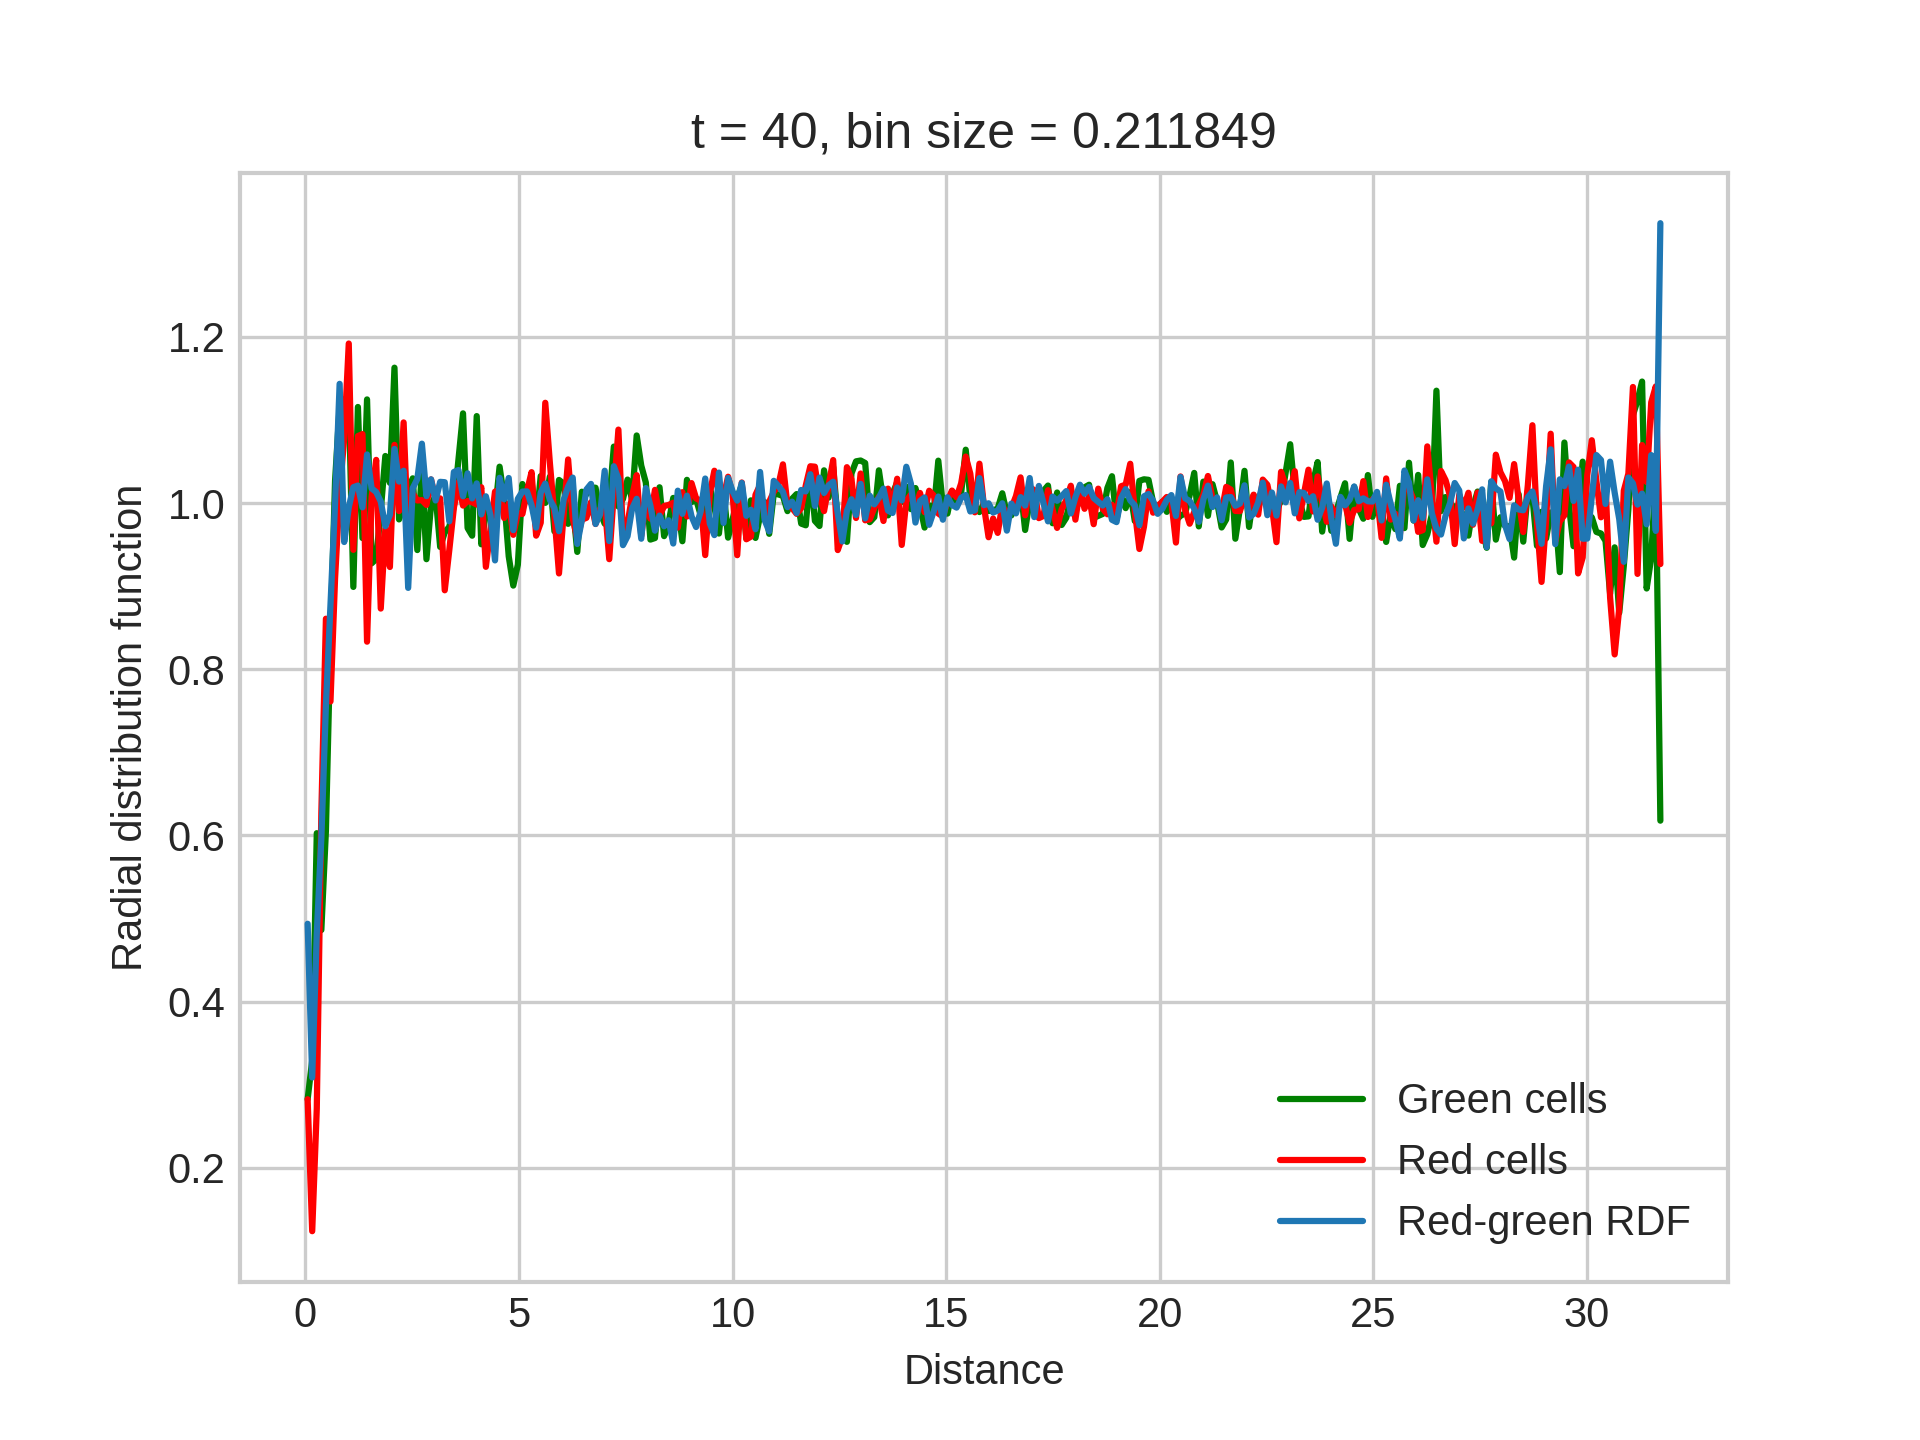 t = 40, bin size = 0.211849
Radial distribution function
1.2
1.0
0.8
0.6
0.4
0.2
Green cells
Red cells
Red-green RDF
0 5 10 15 20 25 30
Distance